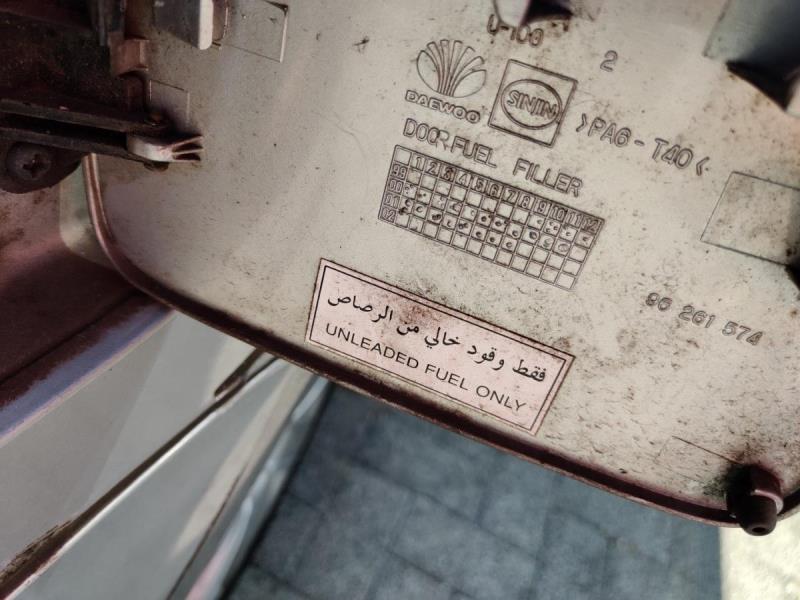 U-100
2
DAEWOO
SINJIN
>PA6-T40<
DOOR FUEL FILLER
1 2 3 4 5 6 7 8 9 10 11 12
99
00
01
02
96 261 574
فقط وقود خالي من الرصاص
UNLEADED FUEL ONLY